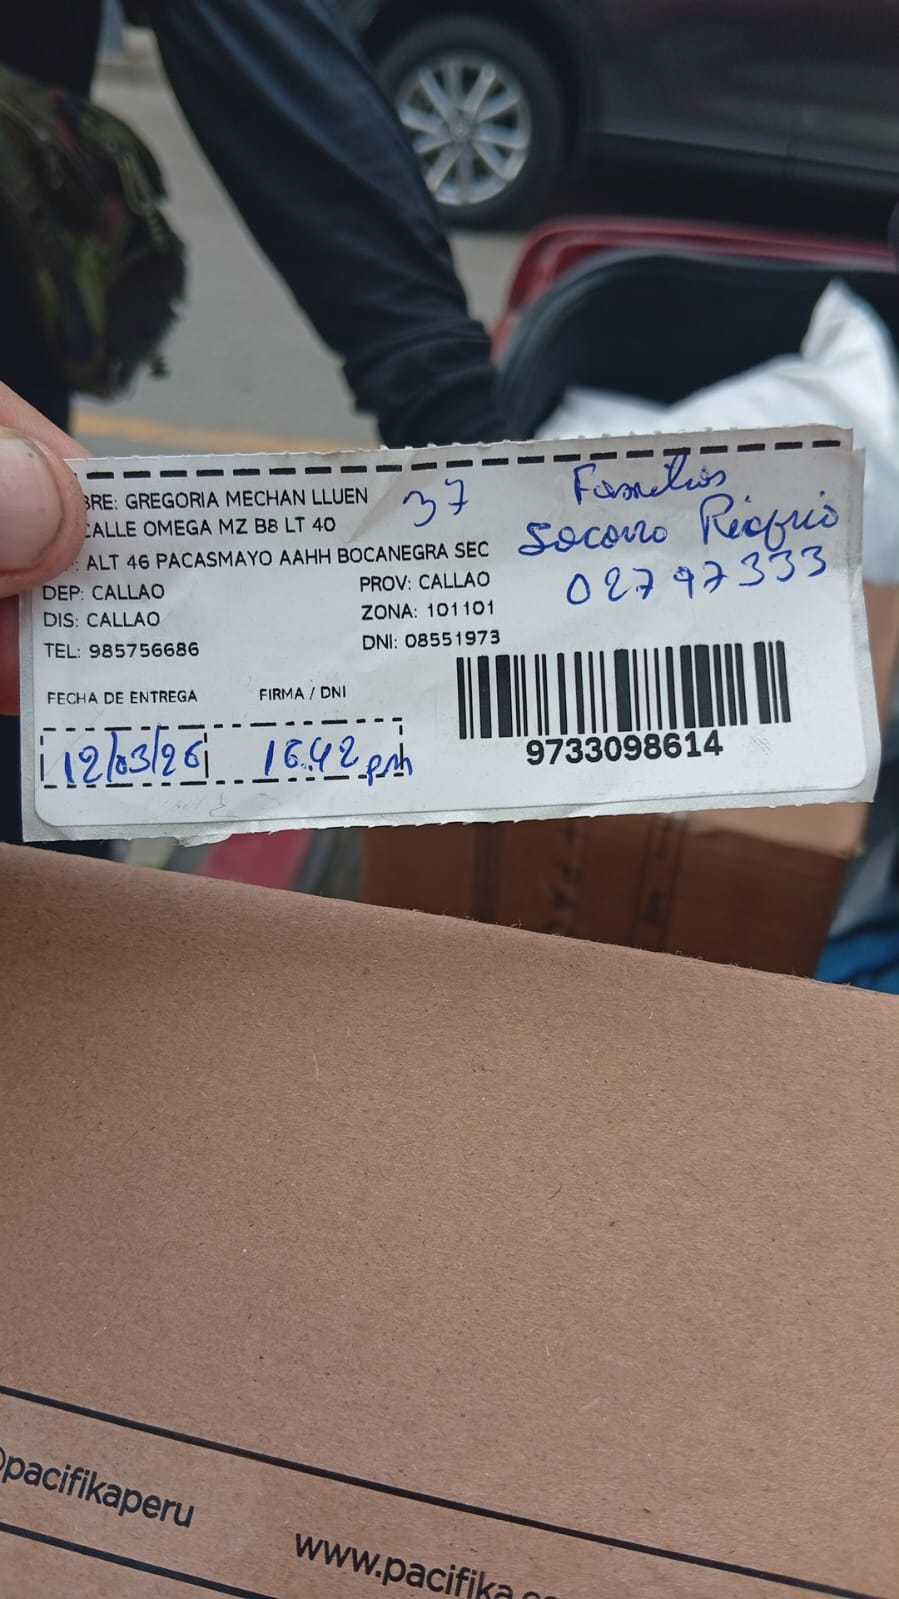 BRE: GREGORIA MECHAN LLUEN
CALLE OMEGA MZ B8 LT 40
: ALT 46 PACASMAYO AAHH BOCANEGRA SEC
DEP: CALLAO
PROV: CALLAO
DIS: CALLAO
ZONA: 101101
TEL: 985756686
DNI: 08551973
37
Familias
Socorro Riofrio
02797333
FECHA DE ENTREGA
FIRMA / DNI
12/03/26
16.42 pm
9733098614
@pacifikaperu
www.pacifika.c